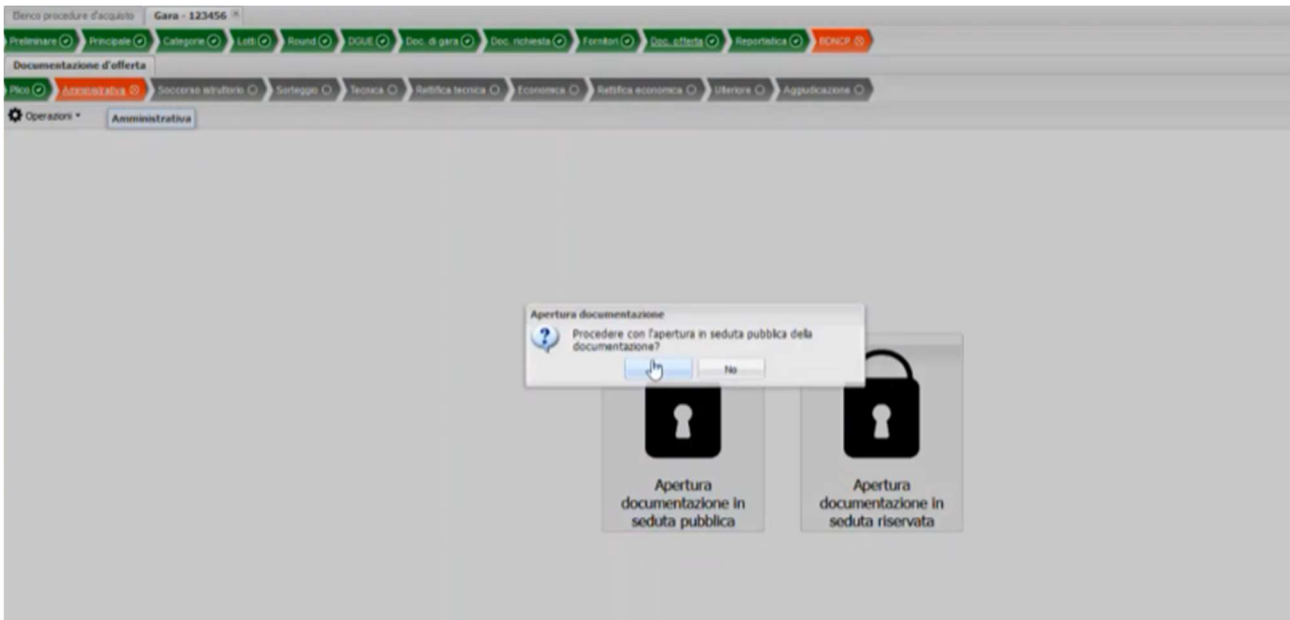 Elenco procedure d'acquisto Gara - 123456
Preliminare Principale Categorie Lotti Round DGUE Doc. di gara Doc. richiesta Fornitori Doc. offerta Reportistica BDNCP
Documentazione d'offerta
Plico Amministrativa Soccorso istruttorio Sorteggio Tecnica Rettifica tecnica Economica Rettifica economica Ulteriore Aggiudicazione
Operazioni Amministrativa
Apertura documentazione
Procedere con l'apertura in seduta pubblica della
documentazione?
No
Apertura
documentazione in
seduta pubblica
Apertura
documentazione in
seduta riservata